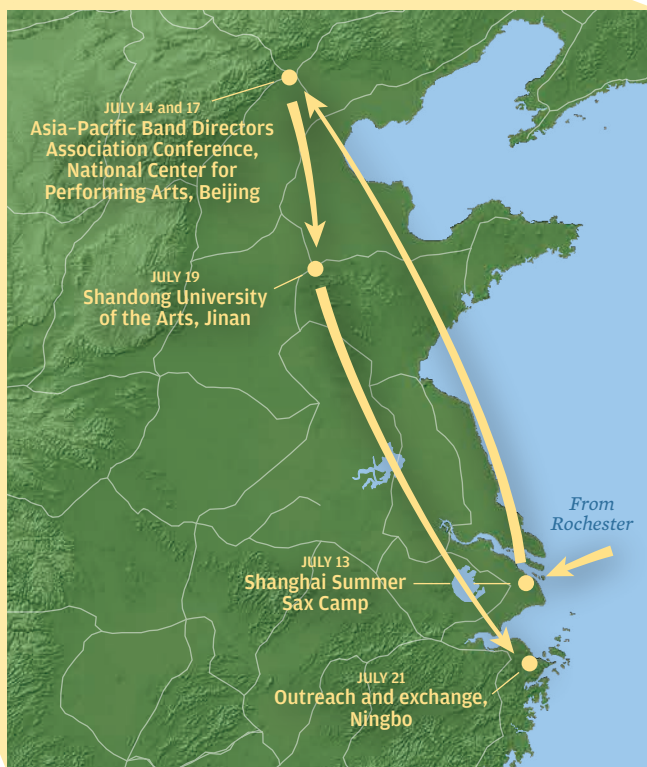 JULY 14 and 17
Asia-Pacific Band Directors
Association Conference,
National Center for
Performing Arts, Beijing
JULY 19
Shandong University
of the Arts, Jinan
From
Rochester
JULY 13
Shanghai Summer
Sax Camp
JULY 21
Outreach and exchange,
Ningbo